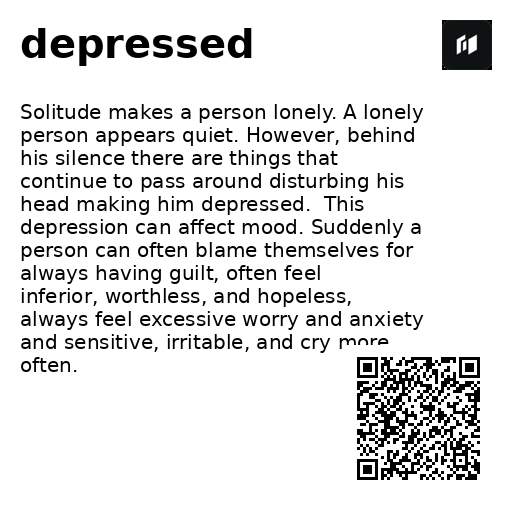 depressed
Solitude makes a person lonely. A lonely
person appears quiet. However, behind
his silence there are things that
continue to pass around disturbing his
head making him depressed.  This
depression can affect mood. Suddenly a
person can often blame themselves for
always having guilt, often feel
inferior, worthless, and hopeless,
always feel excessive worry and anxiety
and sensitive, irritable, and cry more
often.